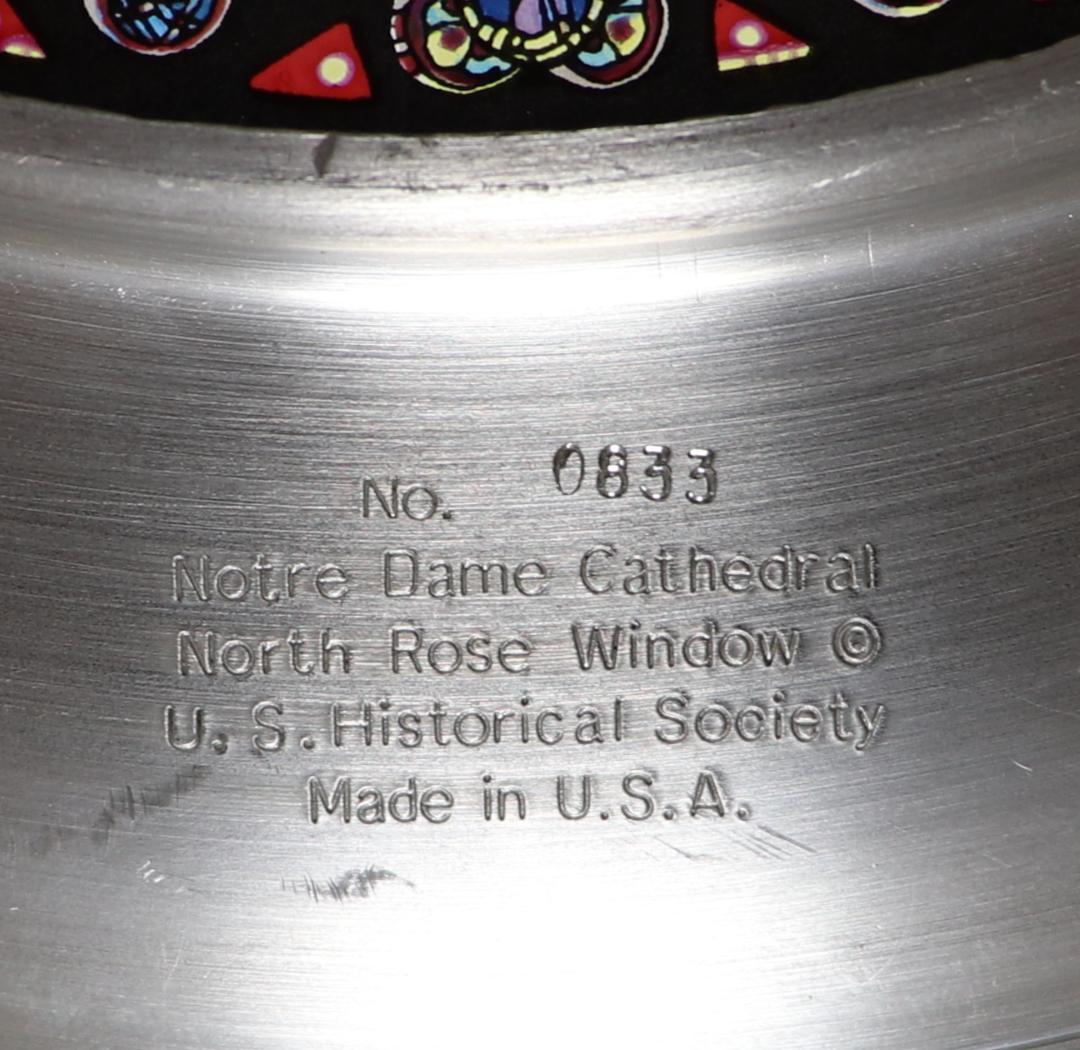 No. 0833
Notre Dame Cathedral
North Rose Window ©
U. S. Historical Society
Made in U.S.A.